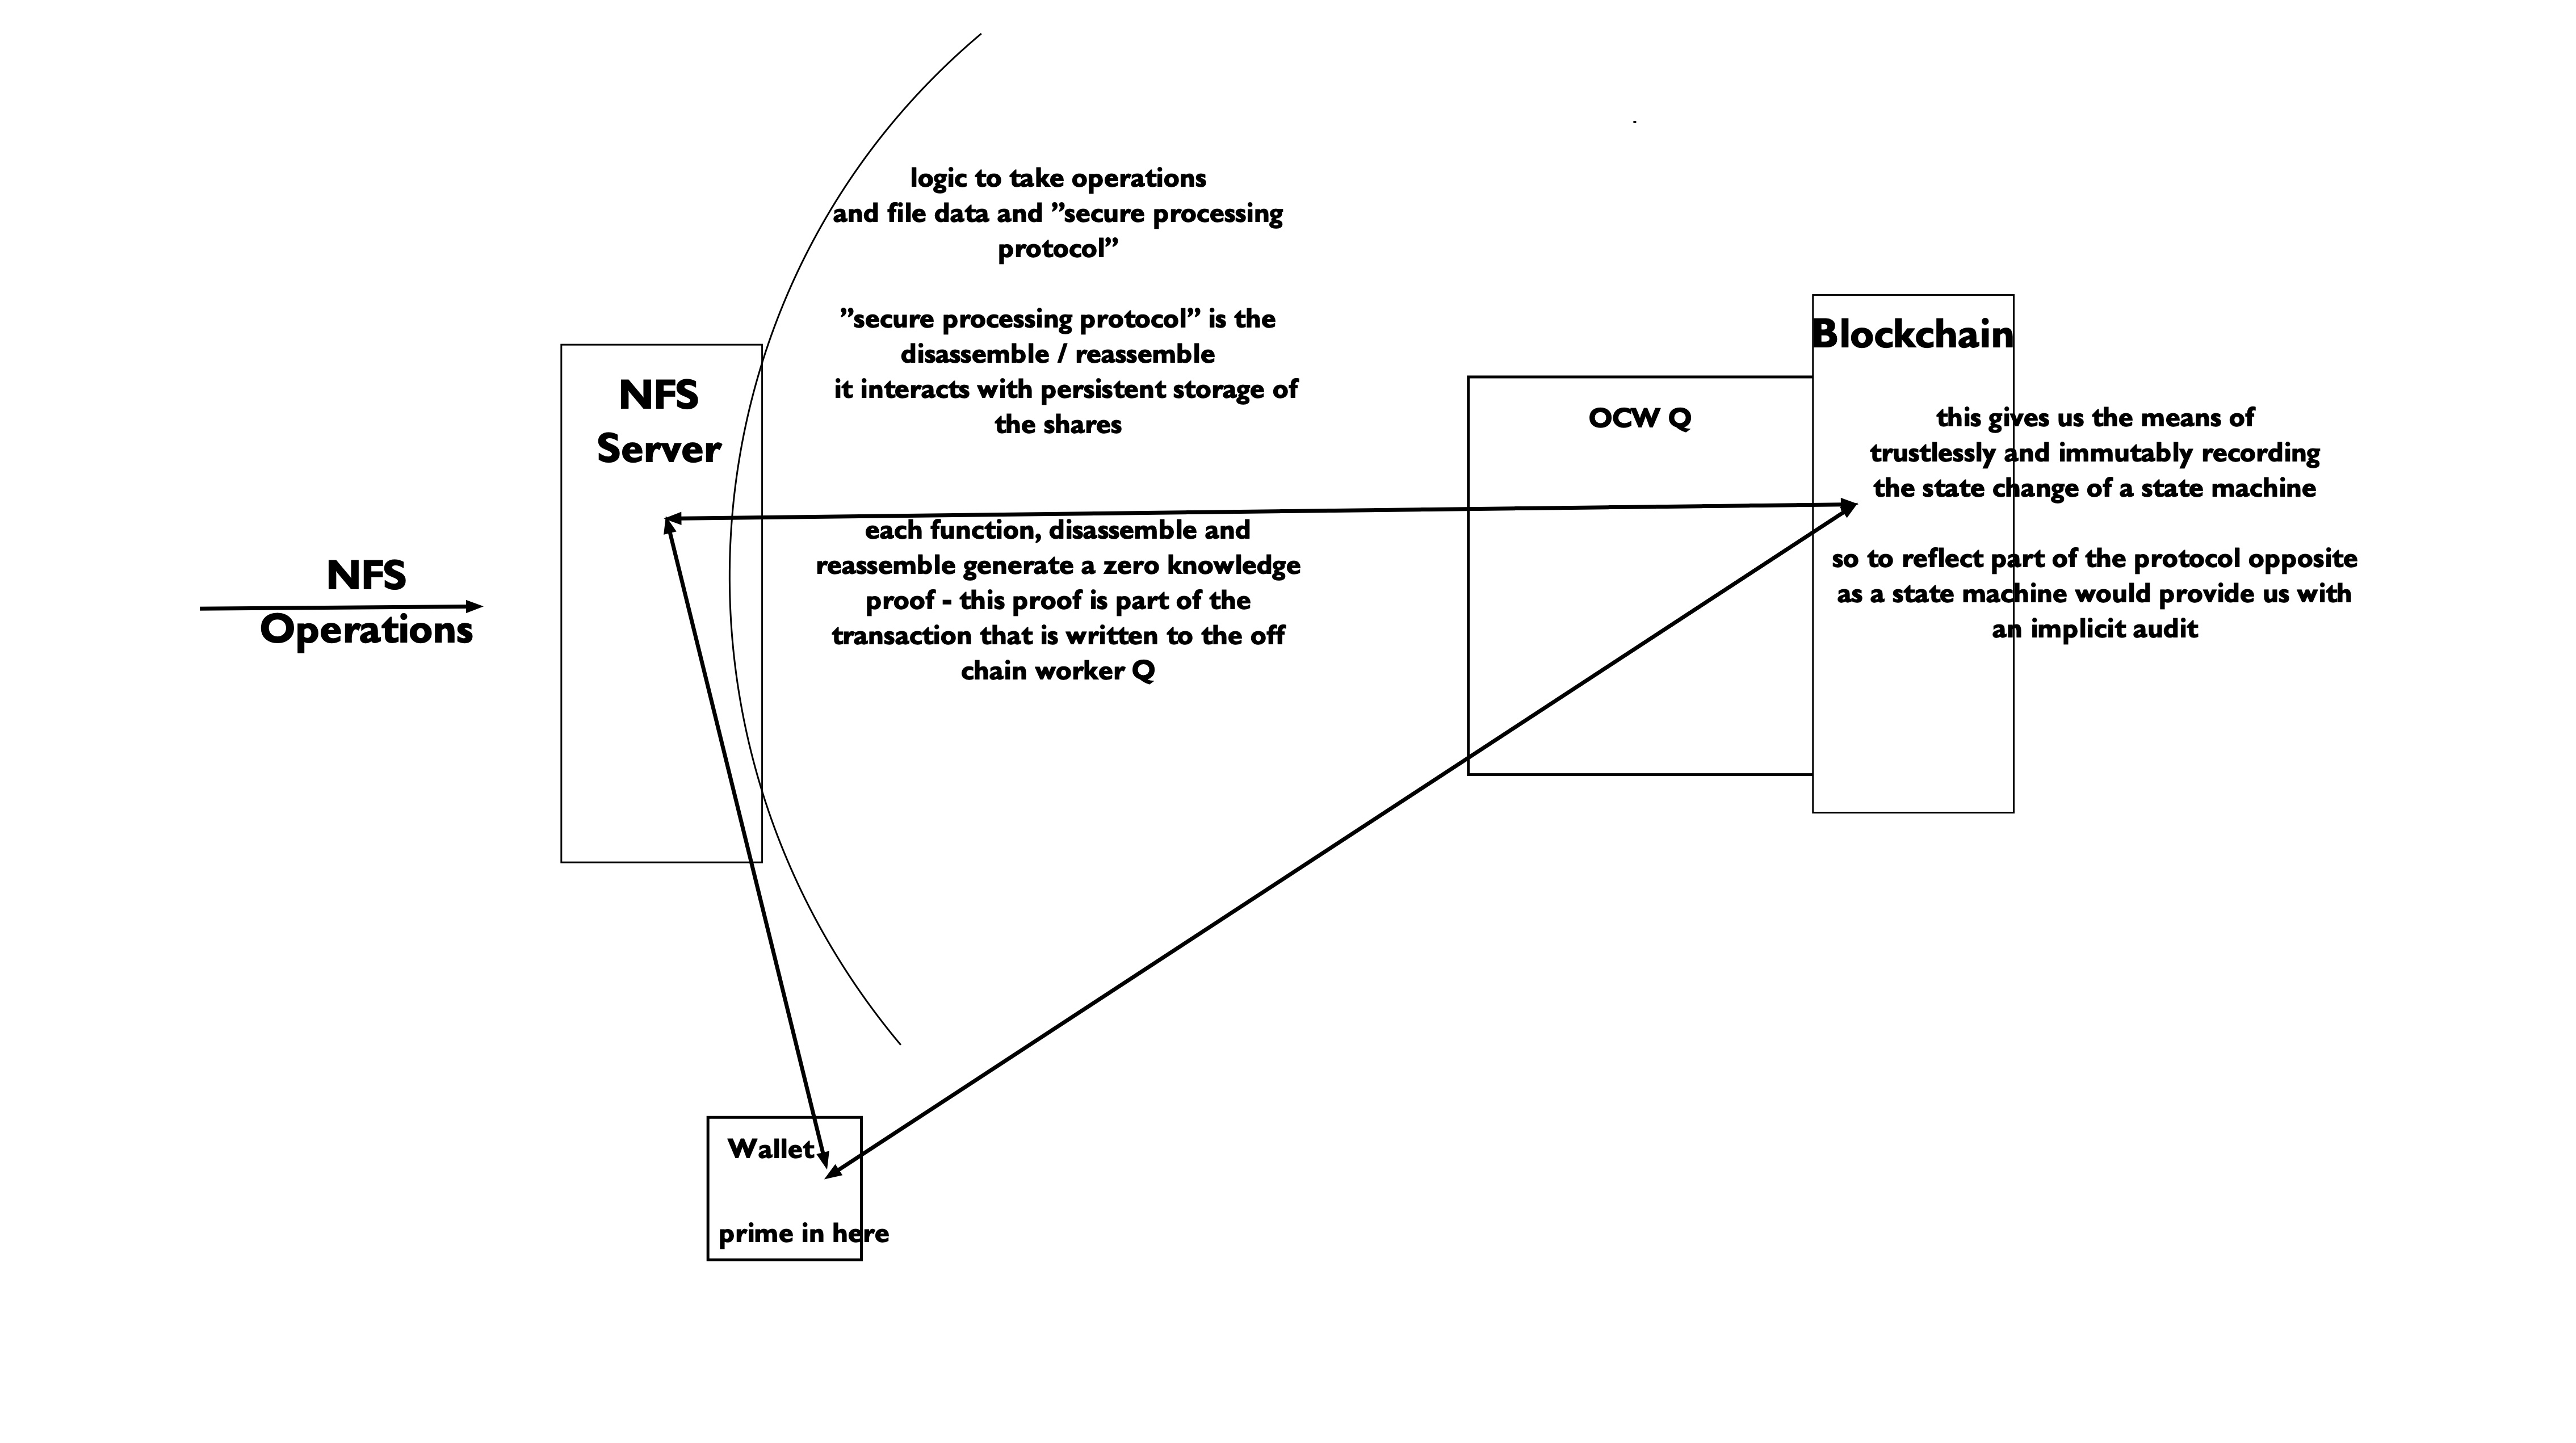 NFS
Operations
NFS
Server
logic to take operations
and file data and ”secure processing
protocol”
”secure processing protocol” is the
disassemble / reassemble
it interacts with persistent storage of
the shares
each function, disassemble and
reassemble generate a zero knowledge
proof - this proof is part of the
transaction that is written to the off
chain worker Q
OCW Q
Blockchain
this gives us the means of
trustlessly and immutably recording
the state change of a state machine
so to reflect part of the protocol opposite
as a state machine would provide us with
an implicit audit
Wallet
prime in here